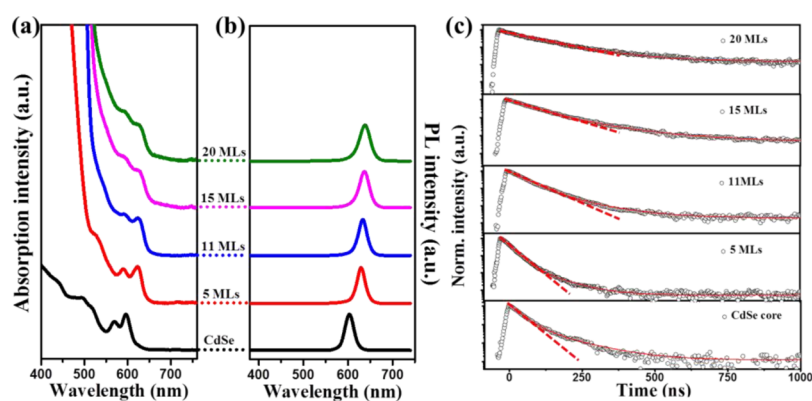 (a)
(b)
(c)
Absorption intensity (a.u.)
20 MLs
15 MLs
11 MLs
5 MLs
CdSe
400 500 600 700
Wavelength (nm)
400 500 600 700
Wavelength (nm)
PL intensity (a.u.)
Norm. intensity (a.u.)
20 MLs
15 MLs
11MLs
5 MLs
CdSe core
0 250 500 750 1000
Time (ns)